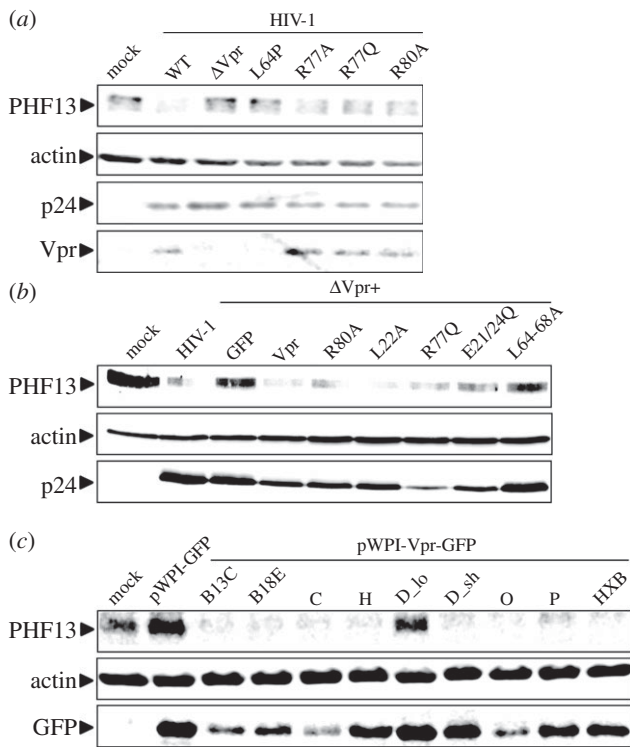 (a)
HIV-1
mock WT ΔVpr L64P R77A R77Q R80A
PHF13
actin
p24
Vpr
(b)
ΔVpr+
mock HIV-1 GFP Vpr R80A L22A R77Q E21/24Q L64-68A
PHF13
actin
p24
(c)
pWPI-Vpr-GFP
mock pWPI-GFP B13C B18E C H D_lo D_sh O P HXB
PHF13
actin
GFP